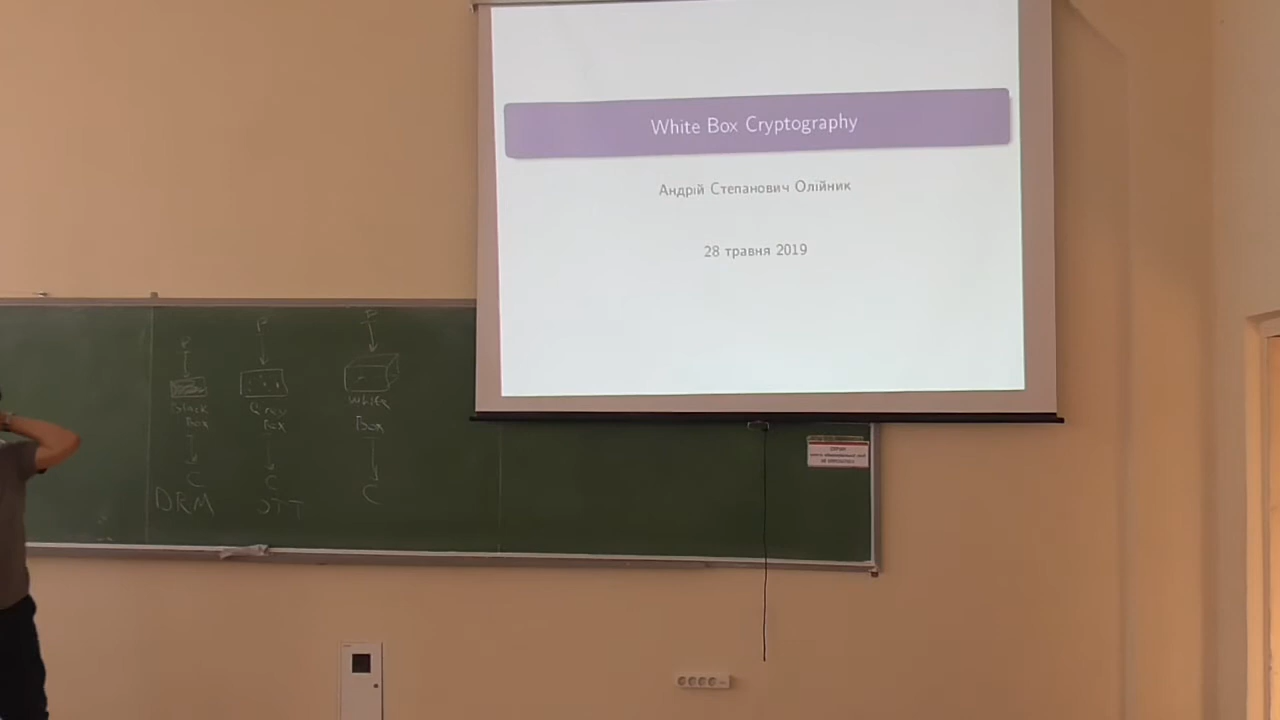 White Box Cryptography
Андрій Степанович Олійник
28 травня 2019
P
P
P
Black
Box
Grey
Box
White
Box
C
C
C
DRM
OTT